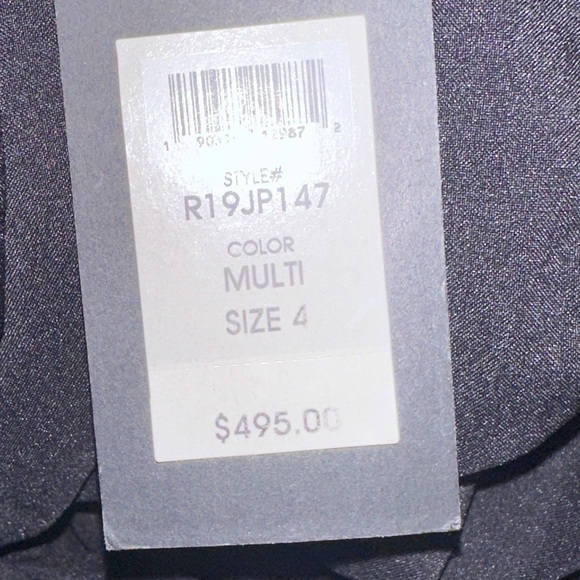 STYLE#
R19JP147
COLOR
MULTI
SIZE 4
$495.00